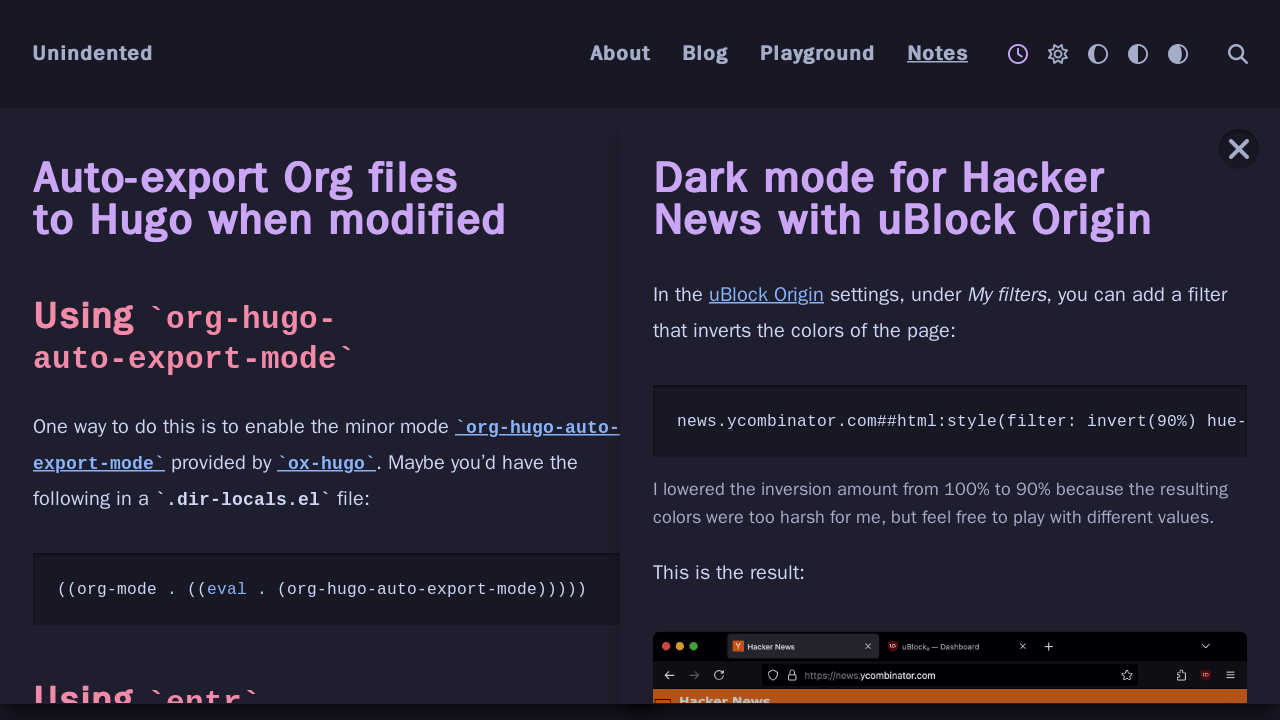 Unindented
About Blog Playground Notes
Auto-export Org files
to Hugo when modified
Using `org-hugo-
auto-export-mode`
One way to do this is to enable the minor mode `org-hugo-auto-
export-mode` provided by `ox-hugo`. Maybe you’d have the
following in a `.dir-locals.el` file:
((org-mode . ((eval . (org-hugo-auto-export-mode)))))
Using `entr`
Dark mode for Hacker
News with uBlock Origin
In the uBlock Origin settings, under My filters, you can add a filter
that inverts the colors of the page:
news.ycombinator.com##html:style(filter: invert(90%) hue-
I lowered the inversion amount from 100% to 90% because the resulting
colors were too harsh for me, but feel free to play with different values.
This is the result:
Hacker News
uBlock₀ — Dashboard
https://news.ycombinator.com
Hacker News